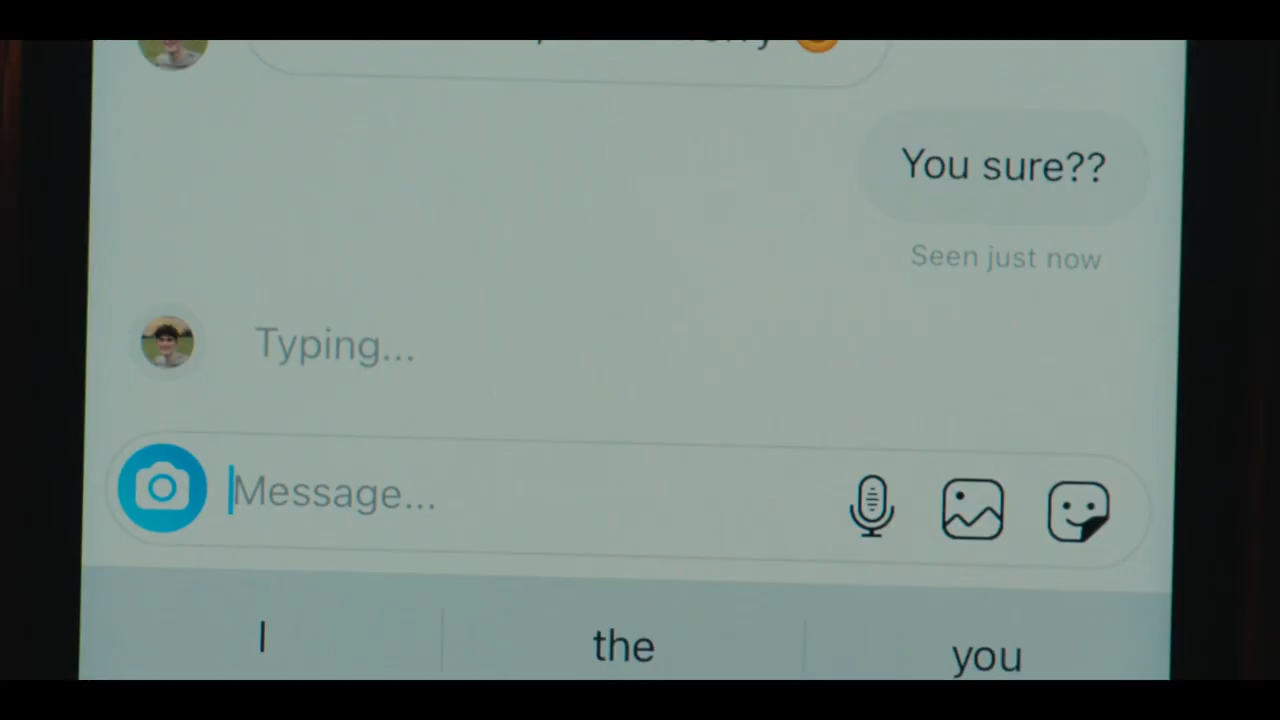 You sure??
Seen just now
Typing...
Message...
I
the
you